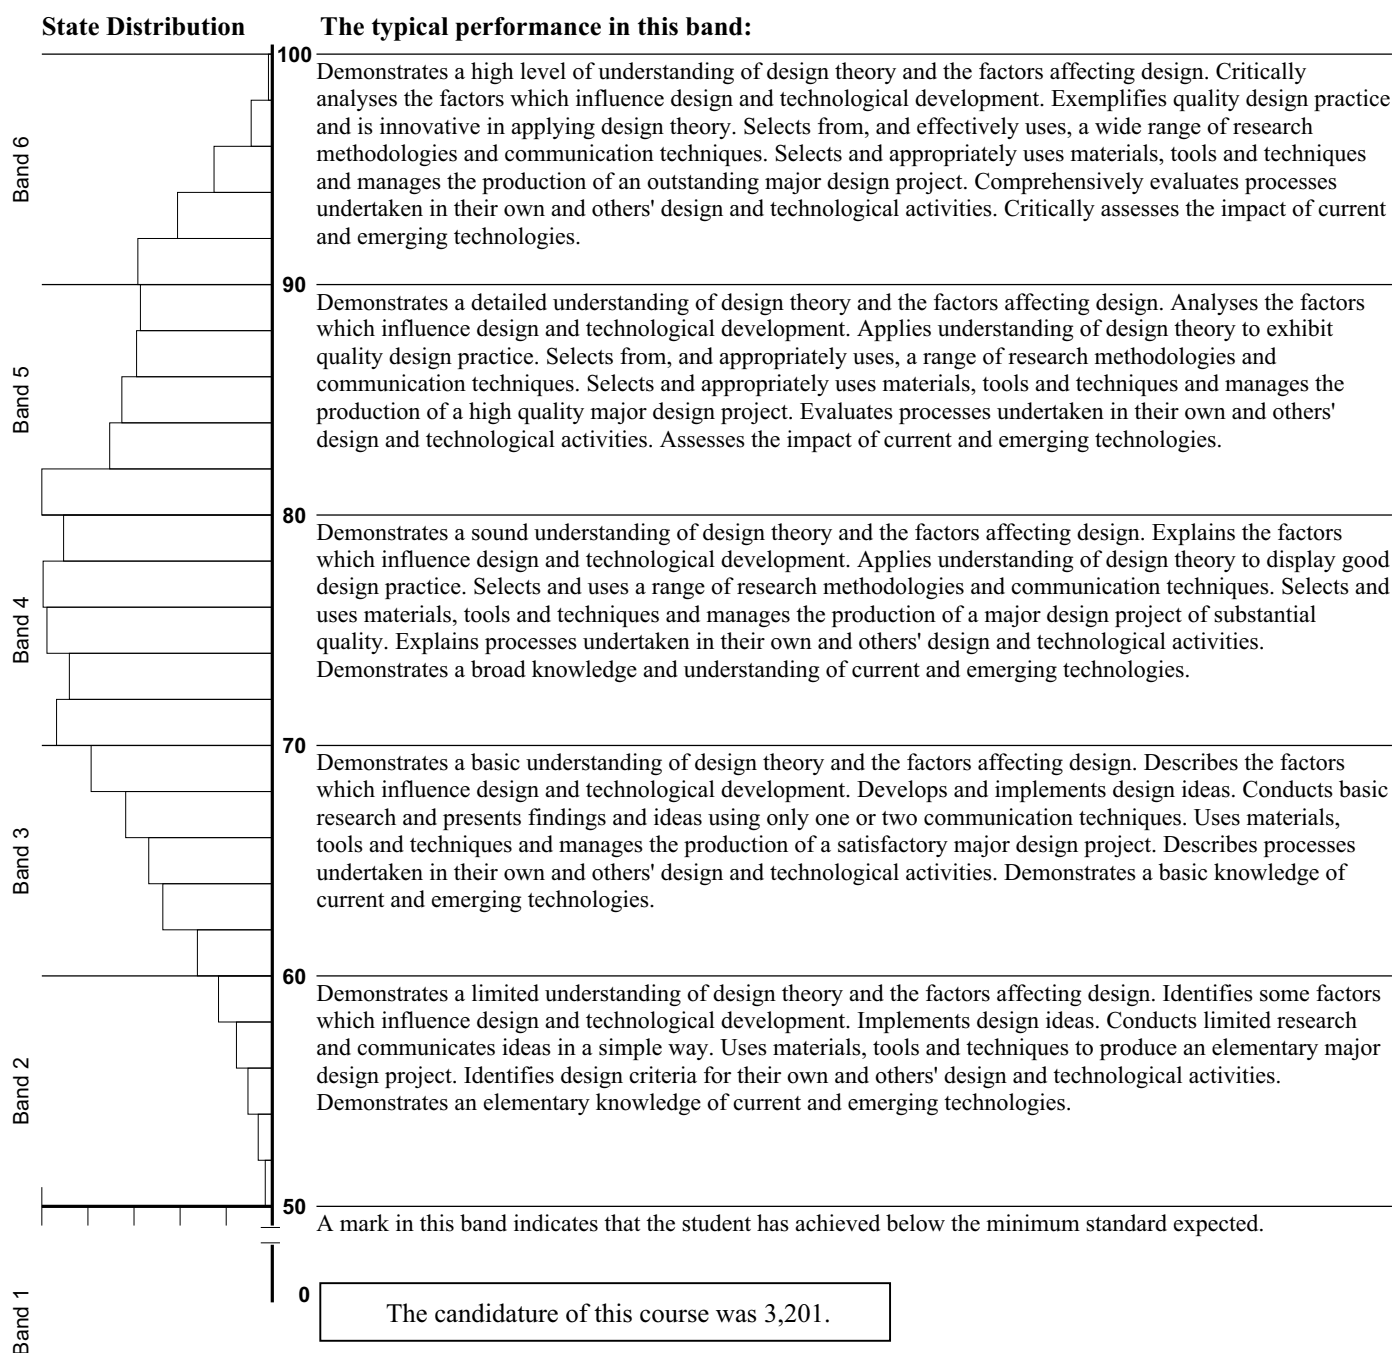 State Distribution
The typical performance in this band:
100
Band 6
Demonstrates a high level of understanding of design theory and the factors affecting design. Critically
analyses the factors which influence design and technological development. Exemplifies quality design practice
and is innovative in applying design theory. Selects from, and effectively uses, a wide range of research
methodologies and communication techniques. Selects and appropriately uses materials, tools and techniques
and manages the production of an outstanding major design project. Comprehensively evaluates processes
undertaken in their own and others' design and technological activities. Critically assesses the impact of current
and emerging technologies.
90
Band 5
Demonstrates a detailed understanding of design theory and the factors affecting design. Analyses the factors
which influence design and technological development. Applies understanding of design theory to exhibit
quality design practice. Selects from, and appropriately uses, a range of research methodologies and
communication techniques. Selects and appropriately uses materials, tools and techniques and manages the
production of a high quality major design project. Evaluates processes undertaken in their own and others'
design and technological activities. Assesses the impact of current and emerging technologies.
80
Band 4
Demonstrates a sound understanding of design theory and the factors affecting design. Explains the factors
which influence design and technological development. Applies understanding of design theory to display good
design practice. Selects and uses a range of research methodologies and communication techniques. Selects and
uses materials, tools and techniques and manages the production of a major design project of substantial
quality. Explains processes undertaken in their own and others' design and technological activities.
Demonstrates a broad knowledge and understanding of current and emerging technologies.
70
Band 3
Demonstrates a basic understanding of design theory and the factors affecting design. Describes the factors
which influence design and technological development. Develops and implements design ideas. Conducts basic
research and presents findings and ideas using only one or two communication techniques. Uses materials,
tools and techniques and manages the production of a satisfactory major design project. Describes processes
undertaken in their own and others' design and technological activities. Demonstrates a basic knowledge of
current and emerging technologies.
60
Band 2
Demonstrates a limited understanding of design theory and the factors affecting design. Identifies some factors
which influence design and technological development. Implements design ideas. Conducts limited research
and communicates ideas in a simple way. Uses materials, tools and techniques to produce an elementary major
design project. Identifies design criteria for their own and others' design and technological activities.
Demonstrates an elementary knowledge of current and emerging technologies.
50
A mark in this band indicates that the student has achieved below the minimum standard expected.
Band 1
0
The candidature of this course was 3,201.